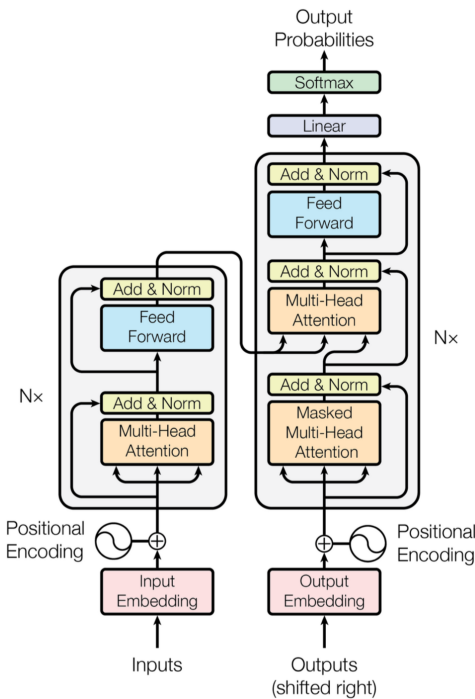 Output
Probabilities
Softmax
Linear
Add & Norm
Feed
Forward
Add & Norm
Multi-Head
Attention
Add & Norm
Masked
Multi-Head
Attention
N×
Add & Norm
Feed
Forward
Add & Norm
Multi-Head
Attention
N×
Positional
Encoding
Input
Embedding
Inputs
Positional
Encoding
Output
Embedding
Outputs
(shifted right)